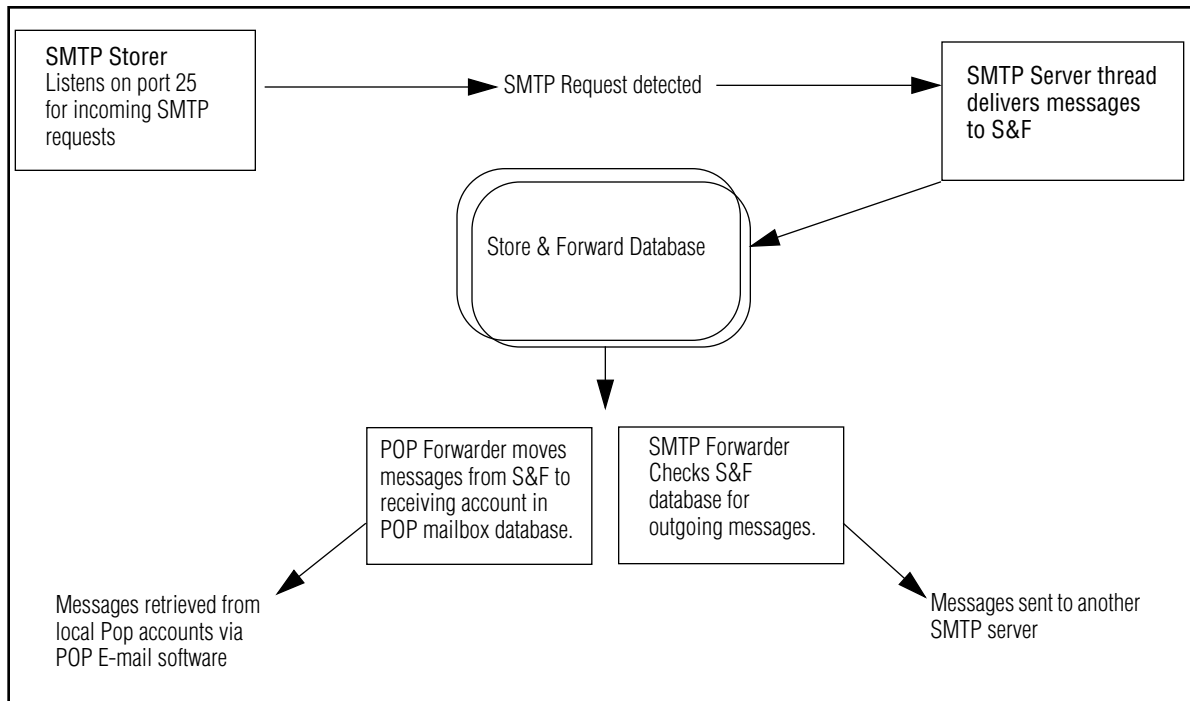 SMTP Storer
Listens on port 25
for incoming SMTP
requests
SMTP Request detected
SMTP Server thread
delivers messages
to S&F
Store & Forward Database
POP Forwarder moves
messages from S&F to
receiving account in
POP mailbox database.
SMTP Forwarder
Checks S&F
database for
outgoing messages.
Messages retrieved from
local Pop accounts via
POP E-mail software
Messages sent to another
SMTP server